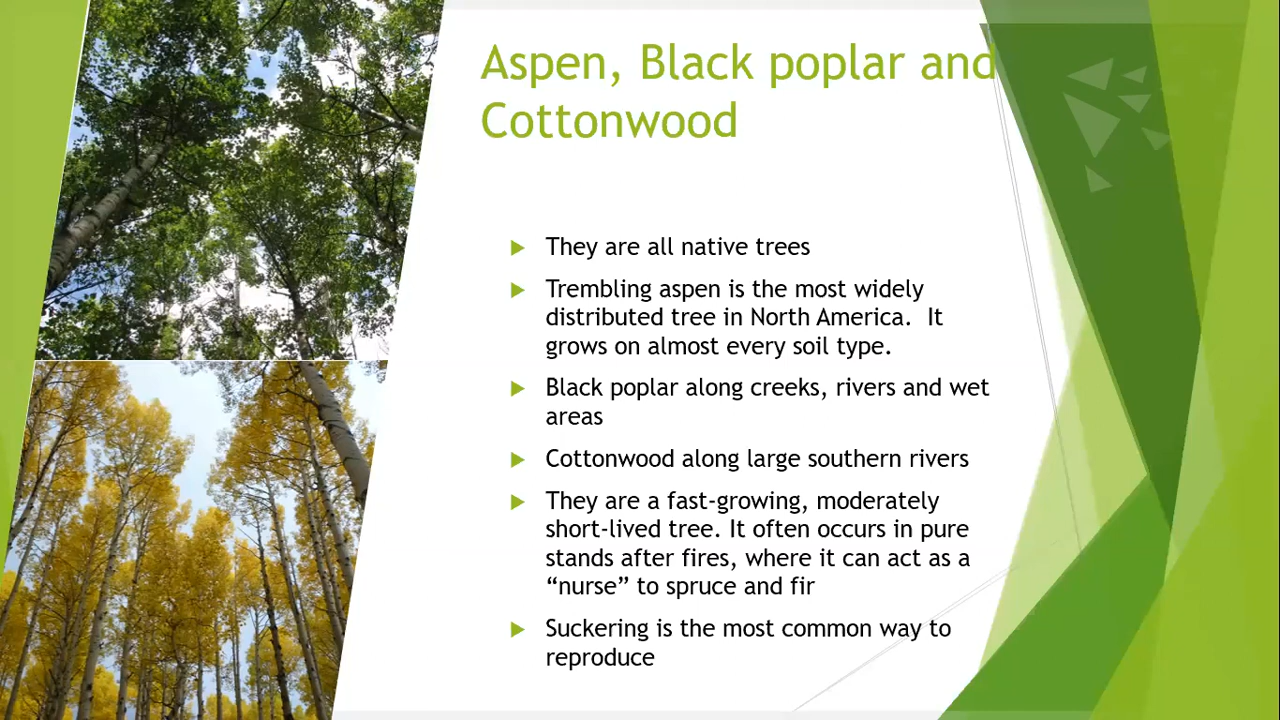 Aspen, Black poplar and
Cottonwood
They are all native trees
Trembling aspen is the most widely
distributed tree in North America.  It
grows on almost every soil type.
Black poplar along creeks, rivers and wet
areas
Cottonwood along large southern rivers
They are a fast-growing, moderately
short-lived tree. It often occurs in pure
stands after fires, where it can act as a
“nurse” to spruce and fir
Suckering is the most common way to
reproduce